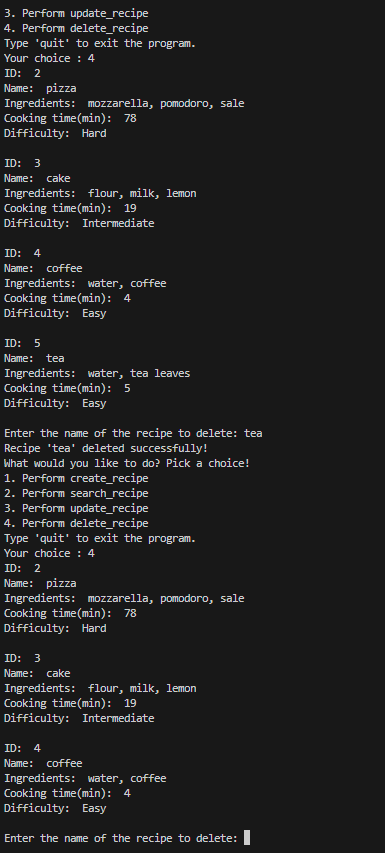 3. Perform update_recipe
4. Perform delete_recipe
Type 'quit' to exit the program.
Your choice : 4
ID:  2
Name:  pizza
Ingredients:  mozzarella, pomodoro, sale
Cooking time(min):  78
Difficulty:  Hard
ID:  3
Name:  cake
Ingredients:  flour, milk, lemon
Cooking time(min):  19
Difficulty:  Intermediate
ID:  4
Name:  coffee
Ingredients:  water, coffee
Cooking time(min):  4
Difficulty:  Easy
ID:  5
Name:  tea
Ingredients:  water, tea leaves
Cooking time(min):  5
Difficulty:  Easy
Enter the name of the recipe to delete: tea
Recipe 'tea' deleted successfully!
What would you like to do? Pick a choice!
1. Perform create_recipe
2. Perform search_recipe
3. Perform update_recipe
4. Perform delete_recipe
Type 'quit' to exit the program.
Your choice : 4
ID:  2
Name:  pizza
Ingredients:  mozzarella, pomodoro, sale
Cooking time(min):  78
Difficulty:  Hard
ID:  3
Name:  cake
Ingredients:  flour, milk, lemon
Cooking time(min):  19
Difficulty:  Intermediate
ID:  4
Name:  coffee
Ingredients:  water, coffee
Cooking time(min):  4
Difficulty:  Easy
Enter the name of the recipe to delete: